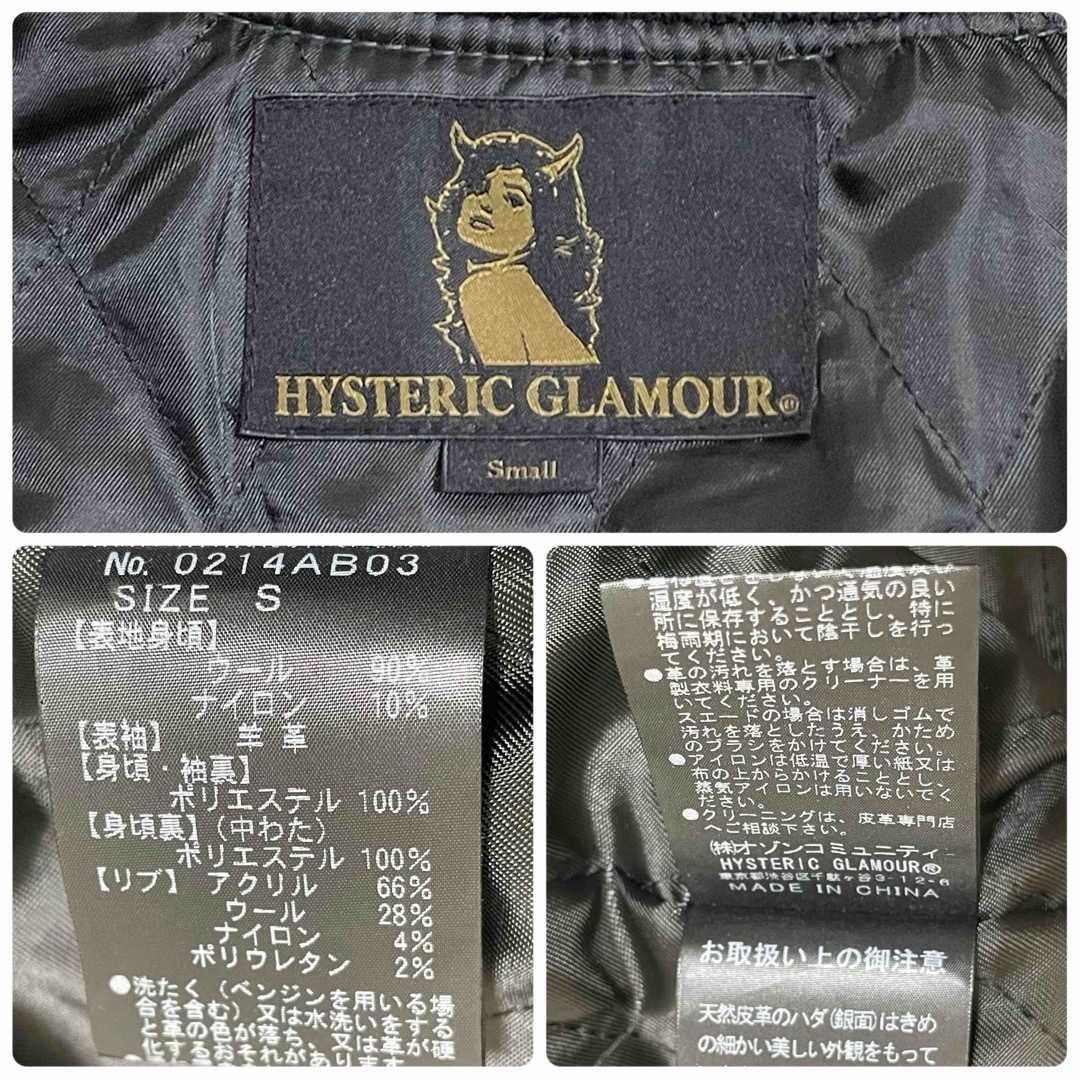 HYSTERIC GLAMOUR®
Small
No. 0214AB03
SIZE S
【表地身頃】
ウール 90%
ナイロン 10%
【表袖】 羊革
【身頃・袖裏】
ポリエステル 100%
【身頃裏】(中わた)
ポリエステル 100%
【リブ】 アクリル 66%
ウール 28%
ナイロン 4%
ポリウレタン 2%
●洗たく(ベンジンを用いる場
合を含む)又は水洗いをする
と革の色が落ち、又は革が硬
化するおそれがあります
湿度が低く、かつ通気の良い
所に保存することとし、特に
梅雨期において陰干しを行っ
てください。
●革の汚れを落とす場合は、革
製衣料専用のクリーナーを用
いてください。
スエードの場合は消しゴムで
汚れを落としたうえ、かため
のブラシをかけてください。
●アイロンは低温で厚い紙又は
布の上からかけることとし、
蒸気アイロンは用いないでく
ださい。
●クリーニングは、皮革専門店
へご相談下さい。
㈱オゾンコミュニティー
HYSTERIC GLAMOUR®
東京都渋谷区千駄ヶ谷3-12-6
MADE IN CHINA
お取扱い上の御注意
天然皮革のハダ(銀面)はきめ
の細かい美しい外観をもって